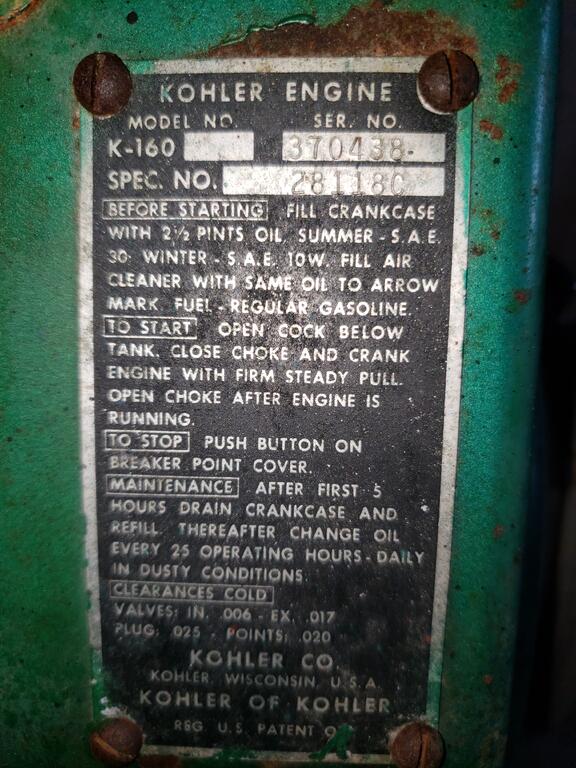 KOHLER ENGINE
MODEL NO. SER. NO.
K-160 370438
SPEC. NO. 28118C
BEFORE STARTING FILL CRANKCASE
WITH 2½ PINTS OIL, SUMMER - S.A.E.
30. WINTER - S.A.E. 10W. FILL AIR
CLEANER WITH SAME OIL TO ARROW
MARK. FUEL - REGULAR GASOLINE.
TO START OPEN COCK BELOW
TANK. CLOSE CHOKE AND CRANK
ENGINE WITH FIRM STEADY PULL.
OPEN CHOKE AFTER ENGINE IS
RUNNING.
TO STOP PUSH BUTTON ON
BREAKER POINT COVER.
MAINTENANCE AFTER FIRST 5
HOURS DRAIN CRANKCASE AND
REFILL. THEREAFTER CHANGE OIL
EVERY 25 OPERATING HOURS - DAILY
IN DUSTY CONDITIONS.
CLEARANCES COLD
VALVES: IN. .006 - EX. .017
PLUG: .025 - POINTS: .020
KOHLER CO.
KOHLER, WISCONSIN, U.S.A.
KOHLER OF KOHLER
REG. U.S. PATENT